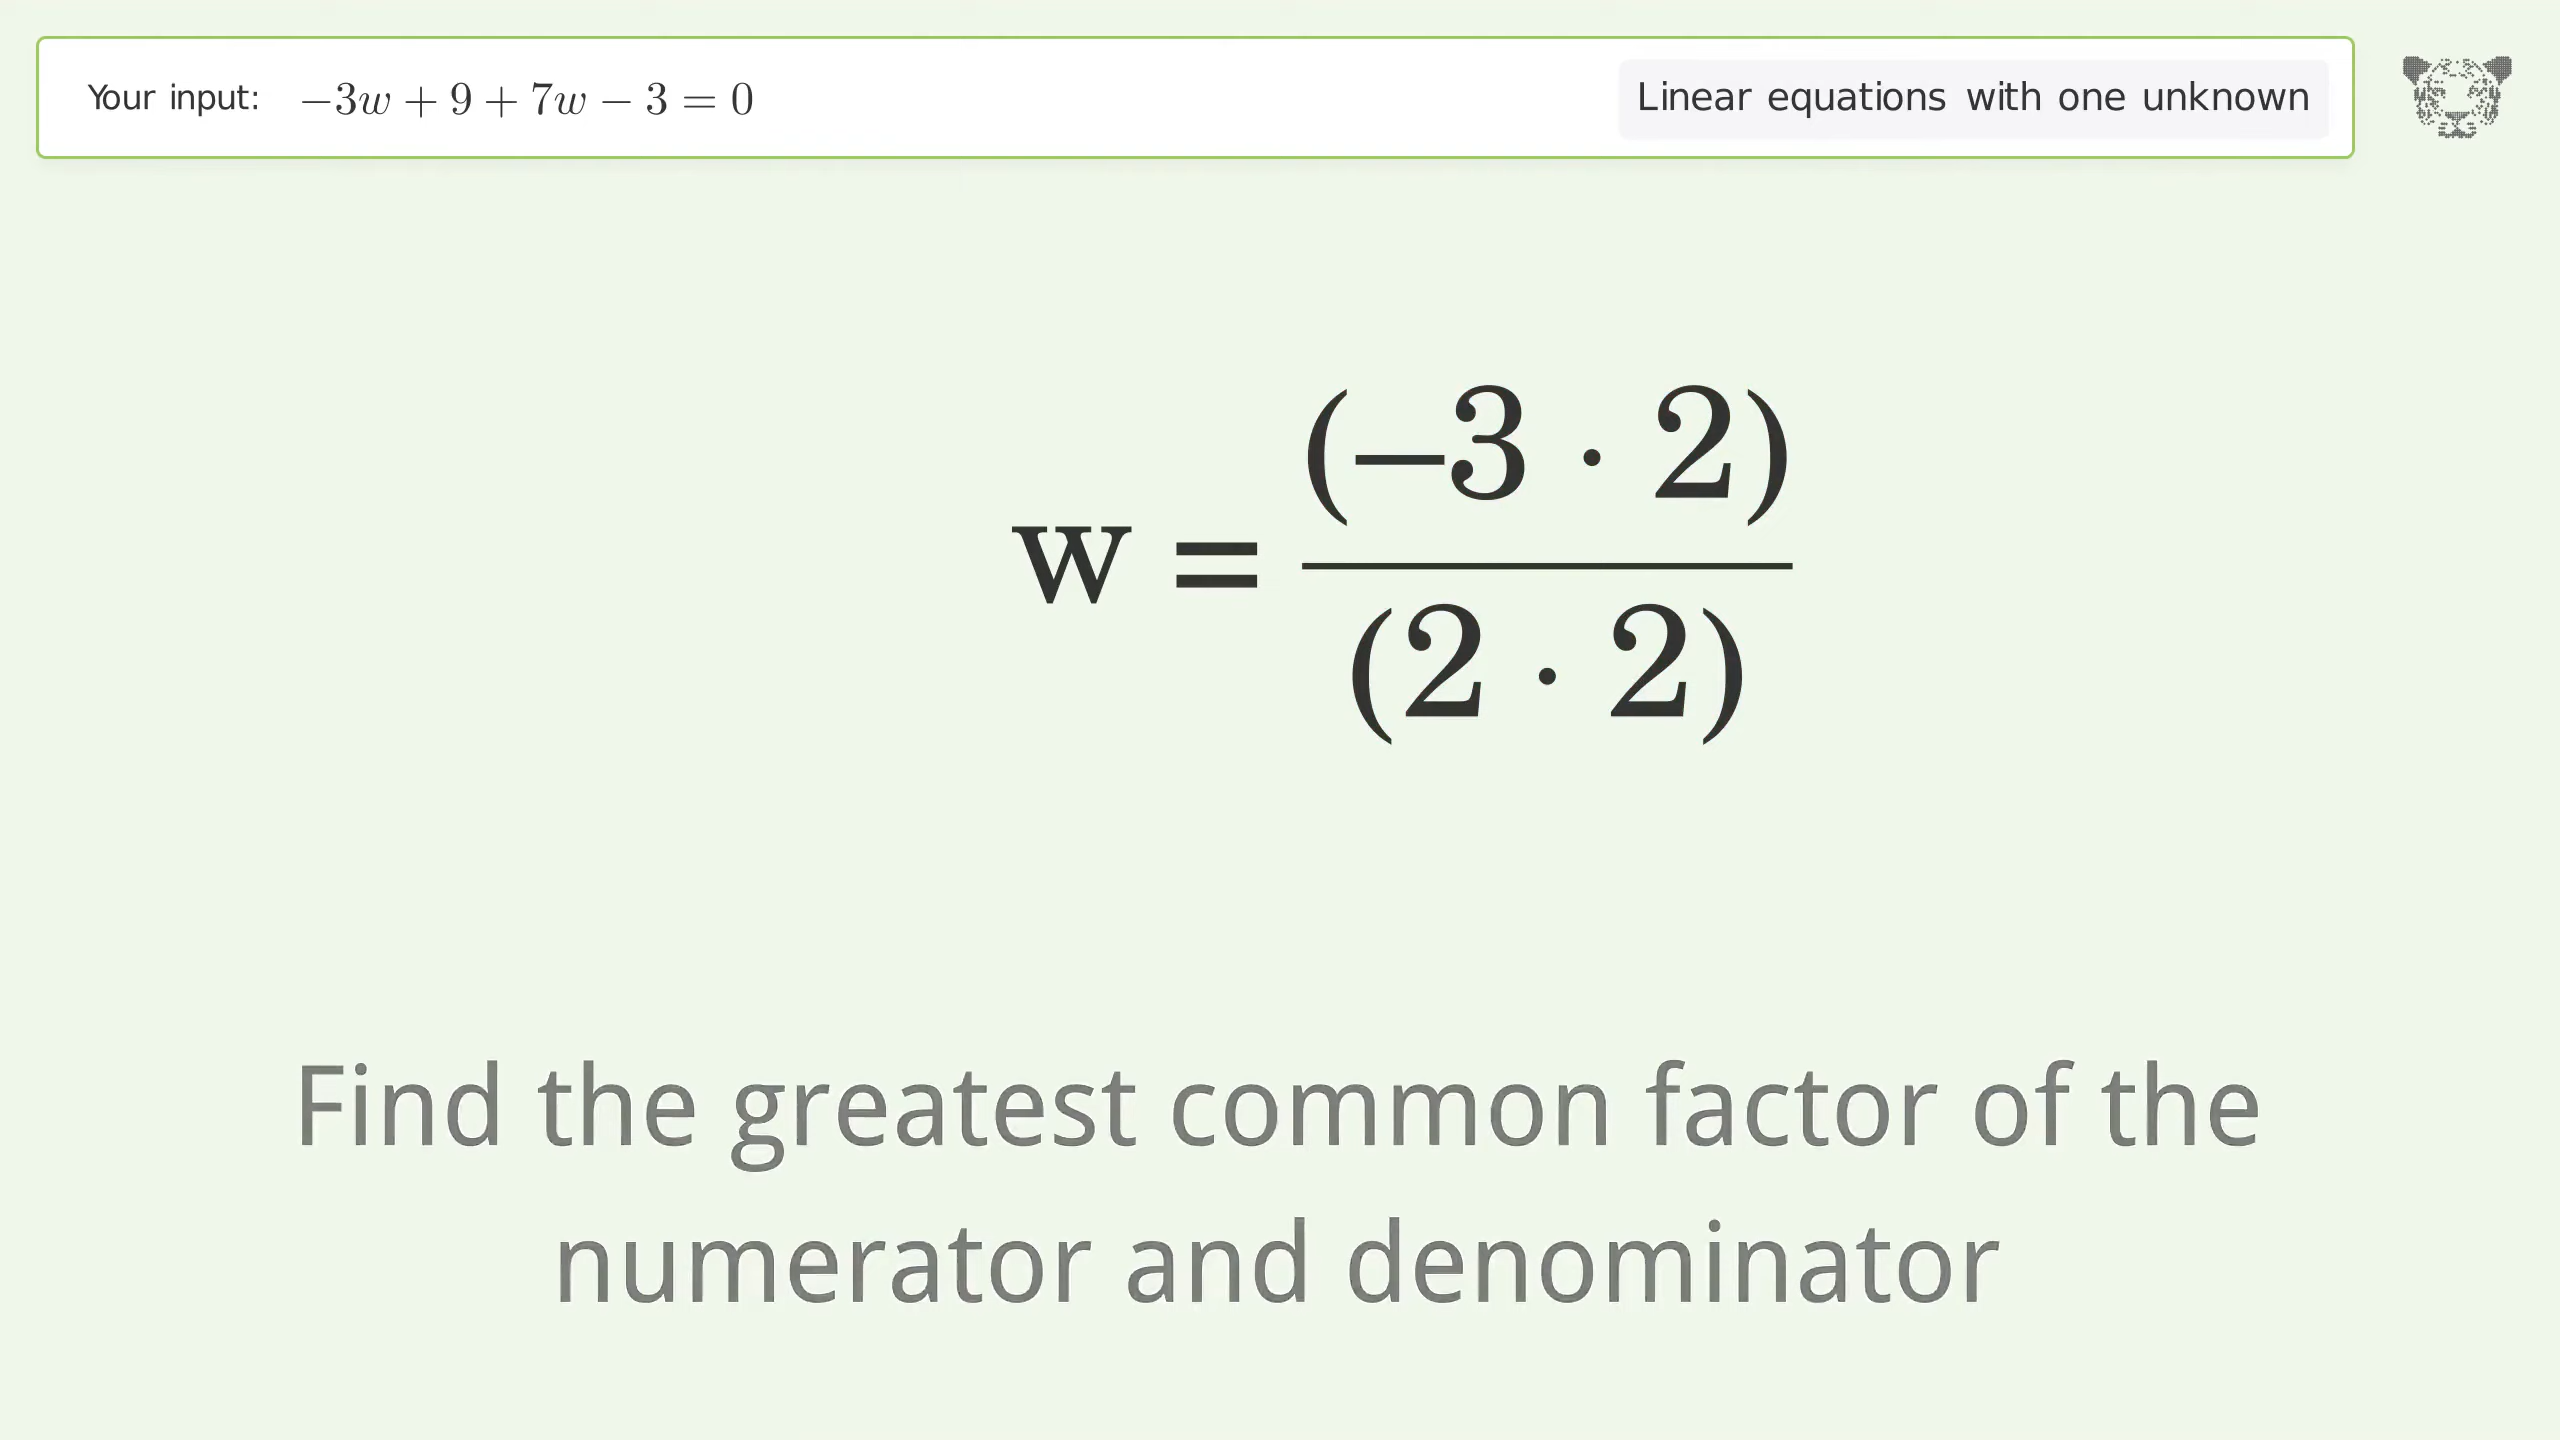 Your input: −3w + 9 + 7w − 3 = 0
Linear equations with one unknown
w = (−3 · 2) / (2 · 2)
Find the greatest common factor of the
numerator and denominator